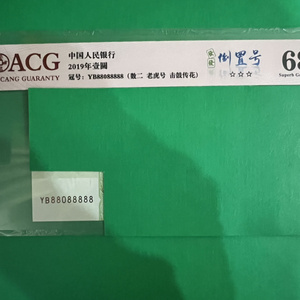 ACG
CANG GUARANTY
中国人民银行
2019年壹圆
冠号：YB88088888（数二 老虎号 击鼓传花）
倒置号
☆☆☆
68
Superb G
YB88088888